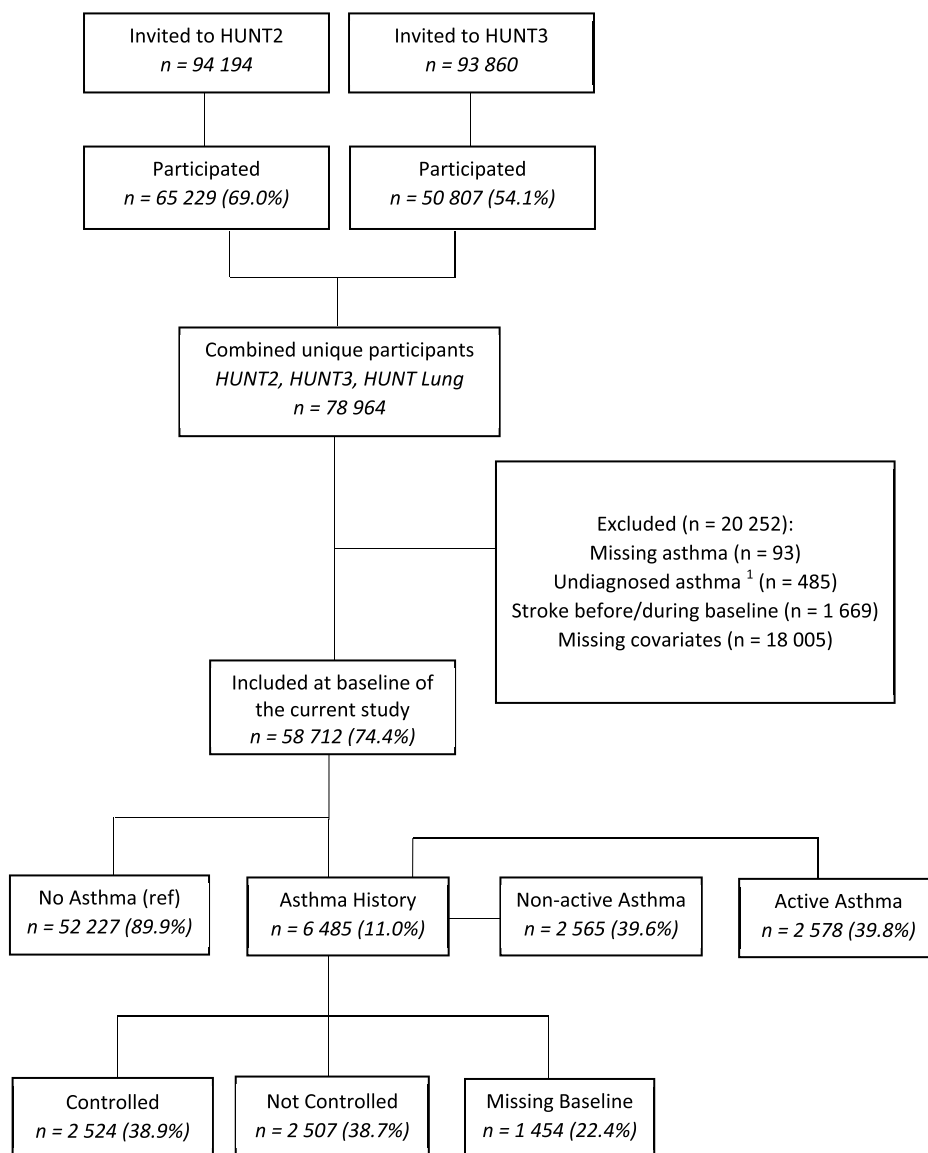 Invited to HUNT2
n = 94 194
Invited to HUNT3
n = 93 860
Participated
n = 65 229 (69.0%)
Participated
n = 50 807 (54.1%)
Combined unique participants
HUNT2, HUNT3, HUNT Lung
n = 78 964
Excluded (n = 20 252):
Missing asthma (n = 93)
Undiagnosed asthma ¹ (n = 485)
Stroke before/during baseline (n = 1 669)
Missing covariates (n = 18 005)
Included at baseline of
the current study
n = 58 712 (74.4%)
No Asthma (ref)
n = 52 227 (89.9%)
Asthma History
n = 6 485 (11.0%)
Non-active Asthma
n = 2 565 (39.6%)
Active Asthma
n = 2 578 (39.8%)
Controlled
n = 2 524 (38.9%)
Not Controlled
n = 2 507 (38.7%)
Missing Baseline
n = 1 454 (22.4%)